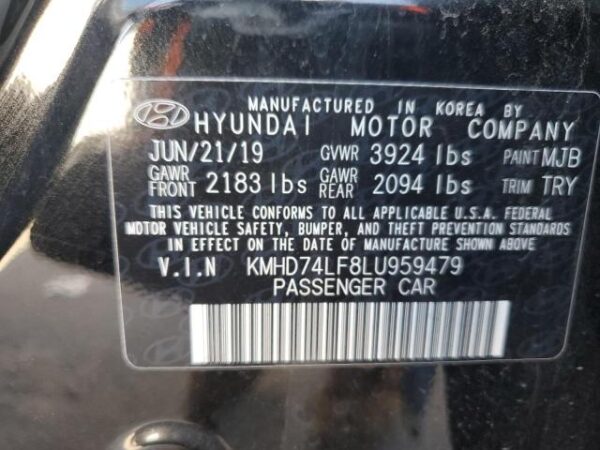 MANUFACTURED IN KOREA BY
HYUNDAI MOTOR COMPANY
JUN/21/19 GVWR 3924 lbs PAINT MJB
GAWR FRONT 2183 lbs GAWR REAR 2094 lbs TRIM TRY
THIS VEHICLE CONFORMS TO ALL APPLICABLE U.S.A. FEDERAL
MOTOR VEHICLE SAFETY, BUMPER, AND THEFT PREVENTION STANDARDS
IN EFFECT ON THE DATE OF MANUFACTURE SHOWN ABOVE.
V.I.N KMHD74LF8LU959479
PASSENGER CAR